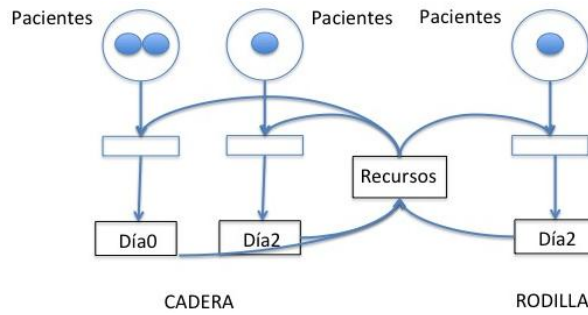 Pacientes
Pacientes
Pacientes
Recursos
Día0
Día2
Día2
CADERA
RODILLA